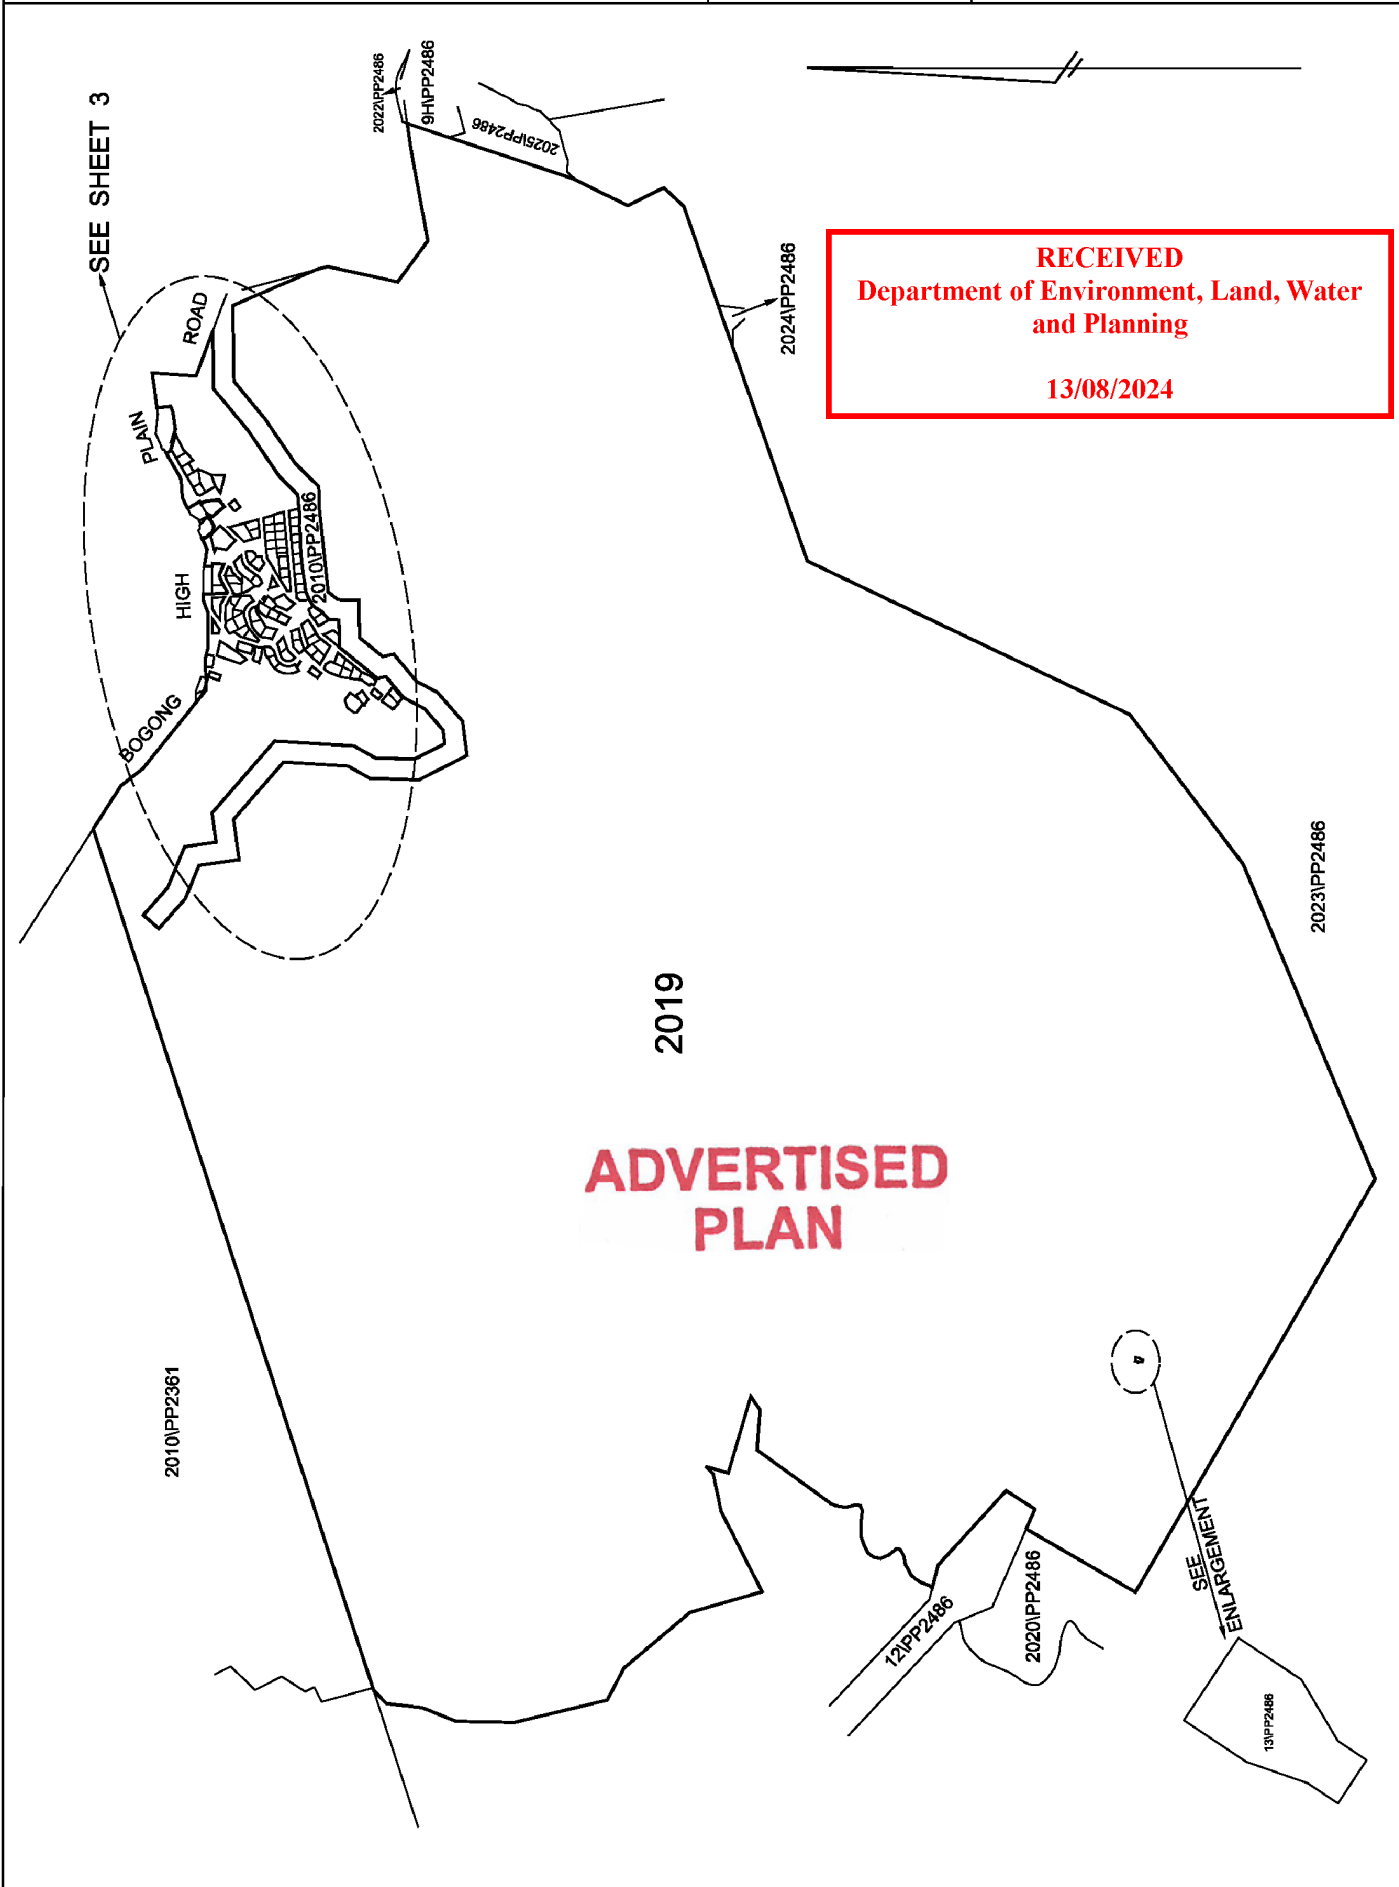 SEE SHEET 3
2022\PP2486
9H\PP2486
2025\PP2486
2024\PP2486
RECEIVED
Department of Environment, Land, Water
and Planning
13/08/2024
ROAD
PLAIN
HIGH
BOGONG
2010\PP2486
2023\PP2486
2019
ADVERTISED
PLAN
2010\PP2361
SEE
ENLARGEMENT
12\PP2486
2020\PP2486
13\PP2486